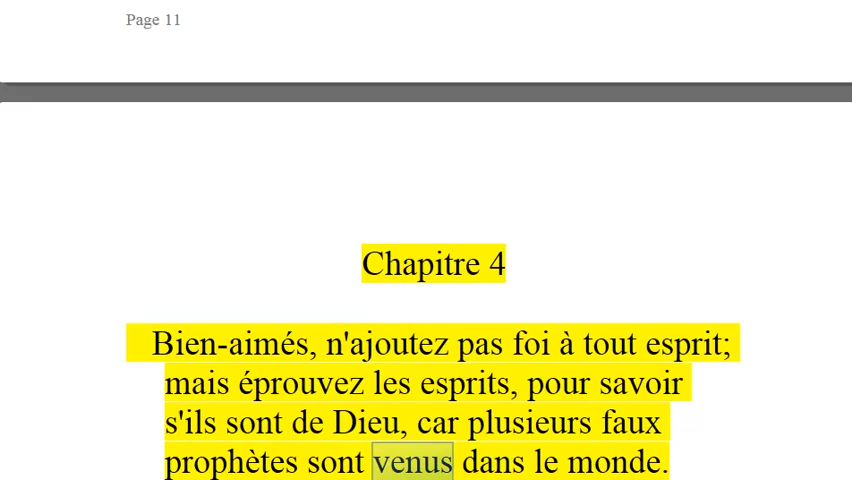 Page 11
Chapitre 4
Bien-aimés, n'ajoutez pas foi à tout esprit;
mais éprouvez les esprits, pour savoir
s'ils sont de Dieu, car plusieurs faux
prophètes sont venus dans le monde.